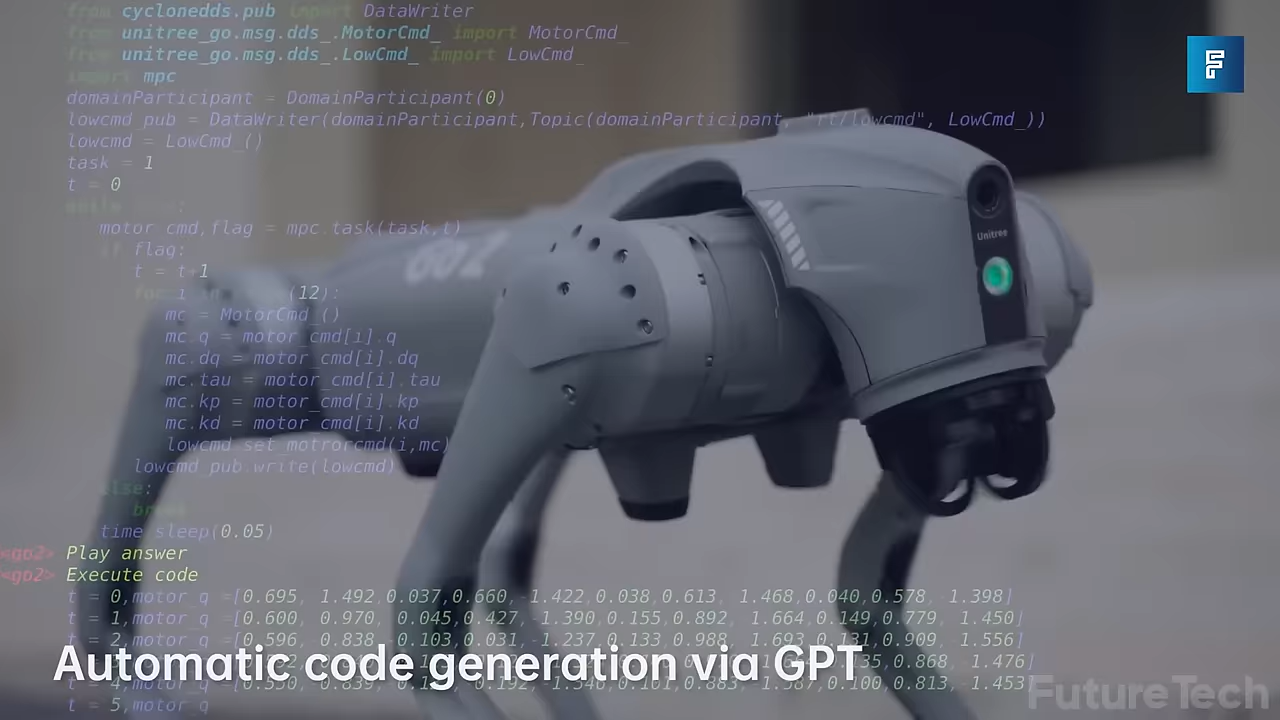 from cyclonedds.pub import DataWriter
from unitree_go.msg.dds_.MotorCmd_ import MotorCmd_
from unitree_go.msg.dds_.LowCmd_ import LowCmd_
import mpc
domainParticipant = DomainParticipant(0)
lowcmd_pub = DataWriter(domainParticipant,Topic(domainParticipant, "rt/lowcmd", LowCmd_))
lowcmd = LowCmd_()
task = 1
t = 0
while :
motor_cmd,flag = mpc.task(task,t)
if flag:
t = t+1
for i in (12):
mc = MotorCmd_()
mc.q = motor_cmd[i].q
mc.dq = motor_cmd[i].dq
mc.tau = motor_cmd[i].tau
mc.kp = motor_cmd[i].kp
mc.kd = motor_cmd[i].kd
lowcmd.set_motrorcmd(i,mc)
lowcmd_pub.write(lowcmd)
else:
break
time.sleep(0.05)
<go2> Play answer
<go2> Execute code
t = 0,motor_q =[0.695, 1.492,0.037,0.660,-1.422,0.038,0.613, 1.468,0.040,0.578, -1.398]
t = 1,motor_q =[0.600, 0.970, 0.045,0.427,-1.390,0.155,0.892, 1.664,0.149,0.779, 1.450]
t = 2,motor_q =[0.596, 0.838, 0.103,0.031,-1.237,0.133,0.988, 0.909, -1.556]
0.868, -1.476]
t = 4,motor_q 0.100,0.813, -1.453]
t = 5,motor_q
Automatic code generation via GPT
Go2
Unitree
FutureTech